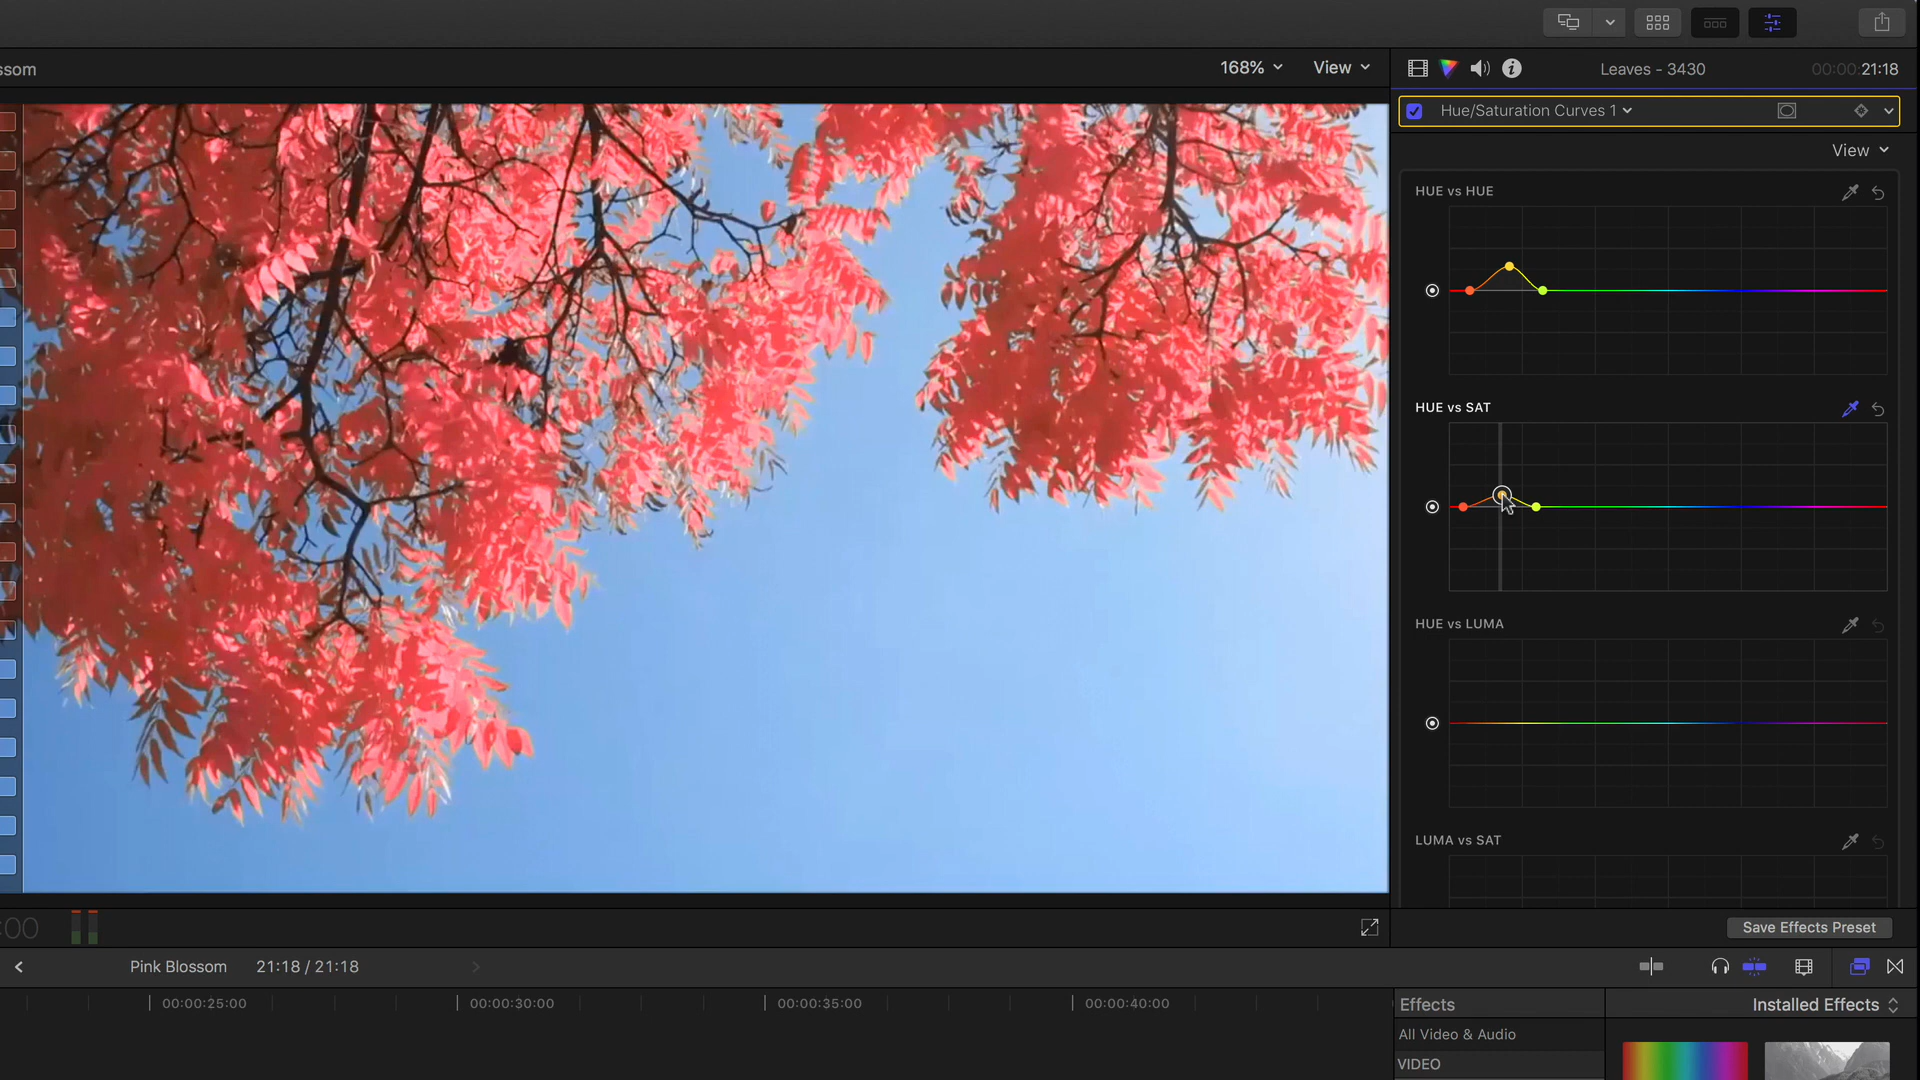 ssom
168%
View
Leaves - 3430
00:00:21:18
Hue/Saturation Curves 1
View
HUE vs HUE
HUE vs SAT
HUE vs LUMA
LUMA vs SAT
:00
Save Effects Preset
Pink Blossom
21:18 / 21:18
00:00:25:00
00:00:30:00
00:00:35:00
00:00:40:00
Effects
Installed Effects
All Video & Audio
VIDEO